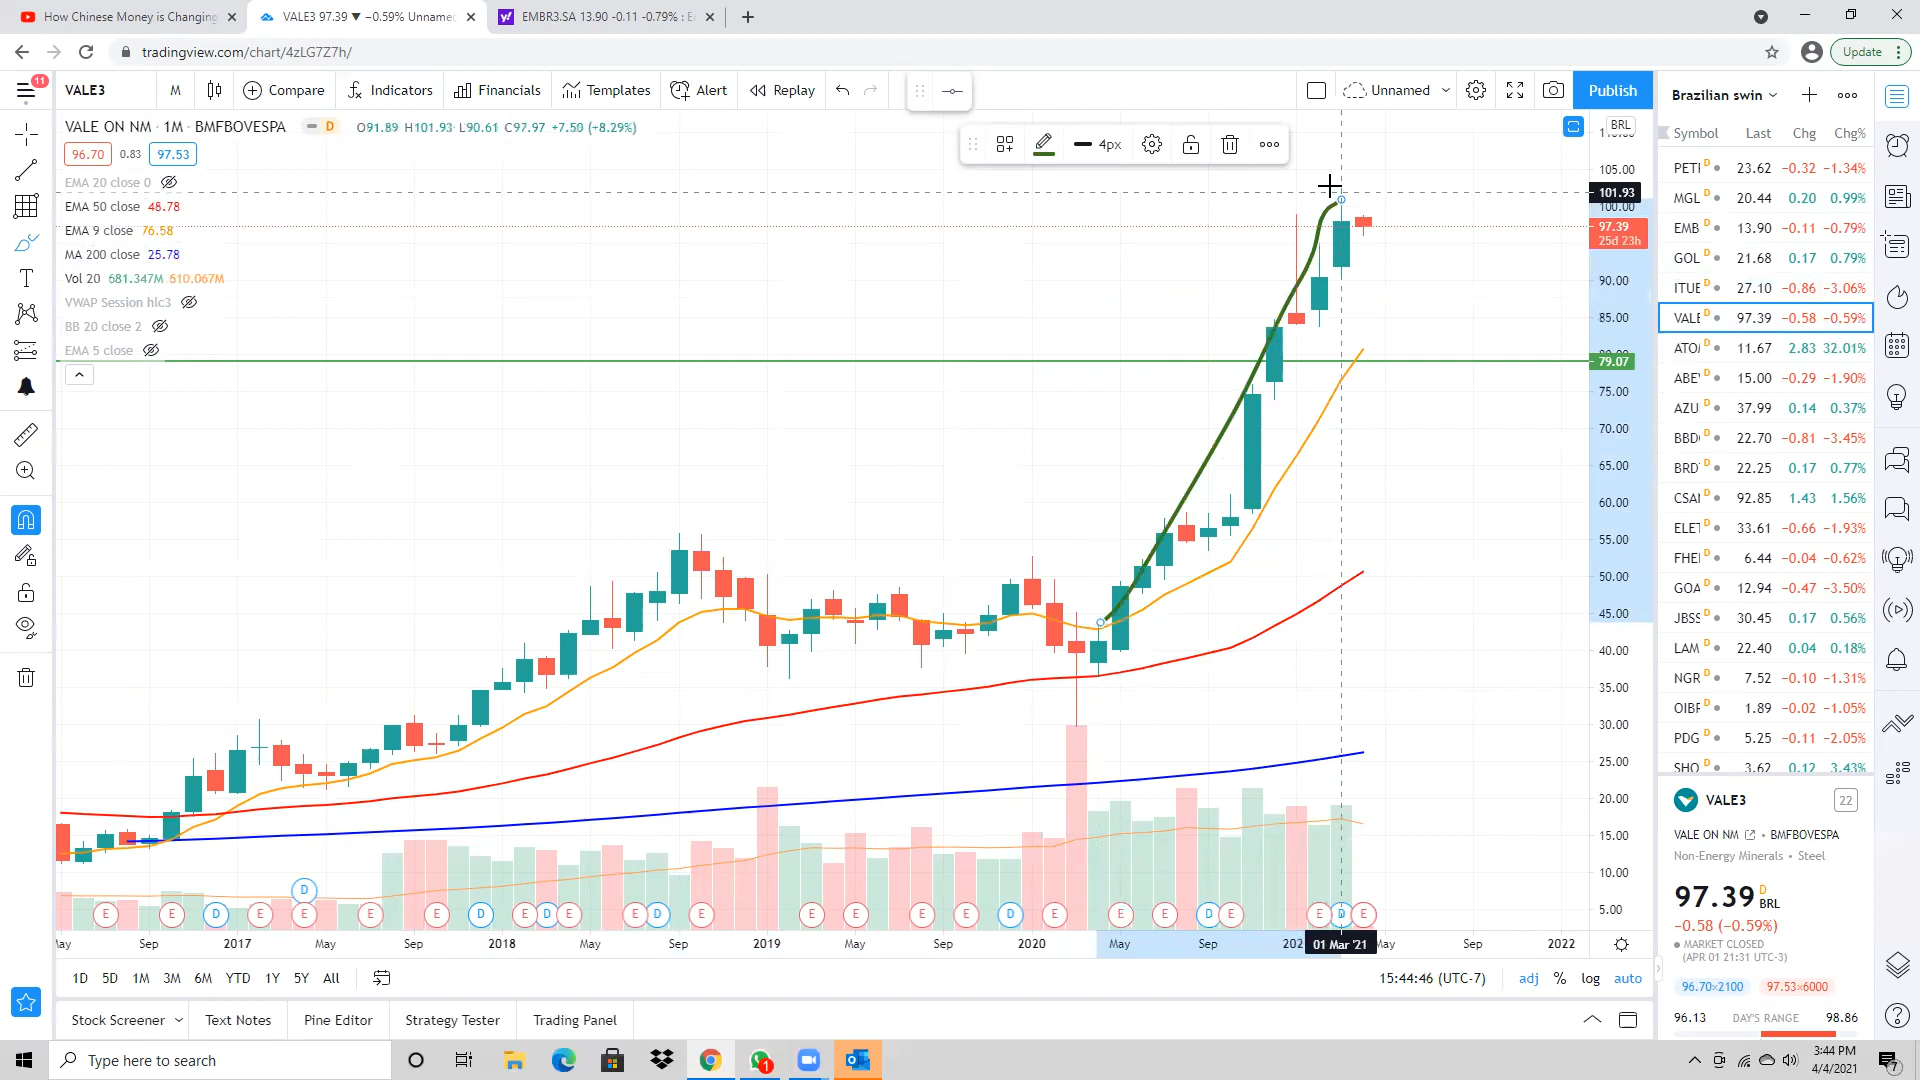 How Chinese Money is Changing
VALE3 97.39 ▼ −0.59% Unname
EMBR3.SA 13.90 -0.11 -0.79% : E
tradingview.com/chart/4zLG7Z7h/
Update
11
VALE3 M Compare Indicators Financials Templates Alert Replay Unnamed Publish
Brazilian swin
VALE ON NM · 1M · BMFBOVESPA D O91.89 H101.93 L90.61 C97.97 +7.50 (+8.29%)
96.70 0.83 97.53
EMA 20 close 0
EMA 50 close 48.78
EMA 9 close 76.58
MA 200 close 25.78
Vol 20 681.347M 610.067M
VWAP Session hlc3
BB 20 close 2
EMA 5 close
4px
BRL
105.00
101.93
100.00
97.39
25d 23h
90.00
85.00
79.07
75.00
70.00
65.00
60.00
55.00
50.00
45.00
40.00
35.00
30.00
25.00
20.00
15.00
10.00
5.00
D
E E D E E E E D E D E E D E E E E E D E E E D E E D E
Sep 2017 May Sep 2018 May Sep 2019 May Sep 2020 May Sep 202 01 Mar '21 May Sep 2022
1D 5D 1M 3M 6M YTD 1Y 5Y All
15:44:46 (UTC-7) adj % log auto
Stock Screener Text Notes Pine Editor Strategy Tester Trading Panel
Symbol Last Chg Chg%
PETI D 23.62 −0.32 −1.34%
MGL D 20.44 0.20 0.99%
EMB D 13.90 −0.11 −0.79%
GOL D 21.68 0.17 0.79%
ITUE D 27.10 −0.86 −3.06%
VALE D 97.39 −0.58 −0.59%
ATO D 11.67 2.83 32.01%
ABE D 15.00 −0.29 −1.90%
AZU D 37.99 0.14 0.37%
BBD D 22.70 −0.81 −3.45%
BRD D 22.25 0.17 0.77%
CSA D 92.85 1.43 1.56%
ELET D 33.61 −0.66 −1.93%
FHE D 6.44 −0.04 −0.62%
GOA D 12.94 −0.47 −3.50%
JBSS D 30.45 0.17 0.56%
LAM D 22.40 0.04 0.18%
NGR D 7.52 −0.10 −1.31%
OIBF D 1.89 −0.02 −1.05%
PDG D 5.25 −0.11 −2.05%
SHO D 3.62 0.12 3.43%
VALE3 22
VALE ON NM • BMFBOVESPA
Non-Energy Minerals • Steel
97.39 D BRL
−0.58 (−0.59%)
MARKET CLOSED
(APR 01 21:31 UTC-3)
96.70×2100 97.53×6000
96.13 DAY'S RANGE 98.86
Type here to search
1
3:44 PM
4/4/2021
7